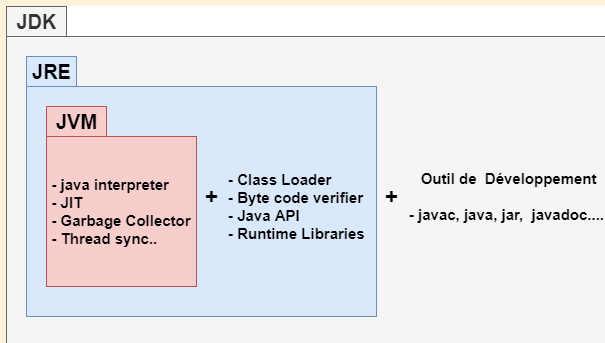 JDK
JRE
JVM
- java interpreter
- JIT
- Garbage Collector
- Thread sync..
+
- Class Loader
- Byte code verifier
- Java API
- Runtime Libraries
+
Outil de Développement
- javac, java, jar, javadoc....